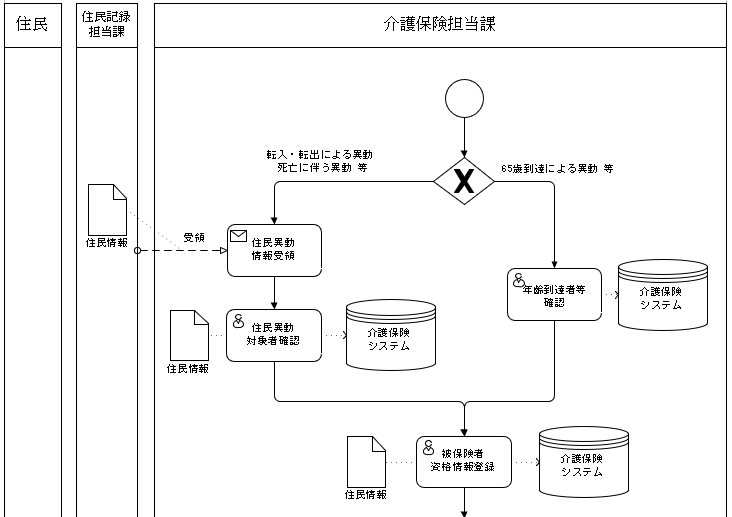 住民
住民記録
担当課
介護保険担当課
転入・転出による異動
死亡に伴う異動 等
65歳到達による異動 等
住民情報
受領
住民異動
情報受領
年齢到達者等
確認
介護保険
システム
住民情報
住民異動
対象者確認
介護保険
システム
住民情報
被保険者
資格情報登録
介護保険
システム